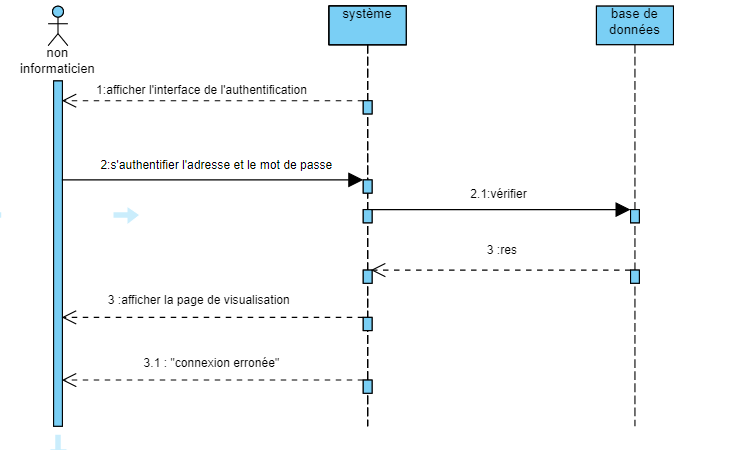 système
base de
données
non
informaticien
1:afficher l'interface de l'authentification
2:s'authentifier l'adresse et le mot de passe
2.1:vérifier
3 :res
3 :afficher la page de visualisation
3.1 : "connexion erronée"